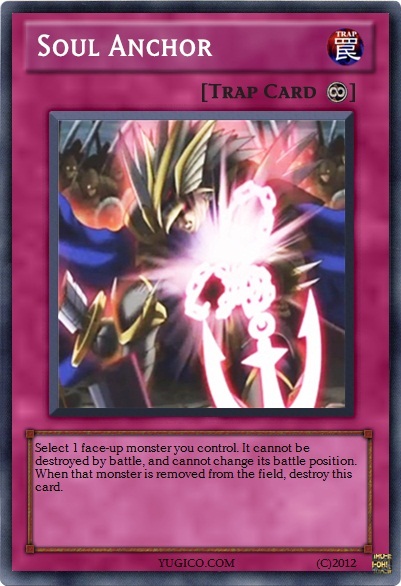 Soul Anchor
TRAP
罠
[Trap Card ]
Select 1 face-up monster you control. It cannot be
destroyed by battle, and cannot change its battle position.
When that monster is removed from the field, destroy this
card.
YUGICO.COM
(C)2012